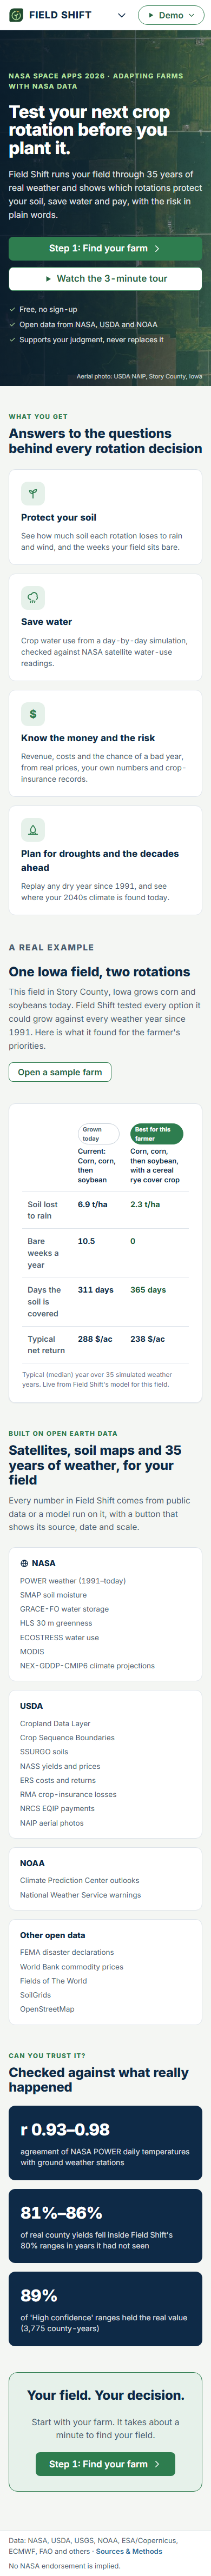 FIELD SHIFT
Demo
NASA SPACE APPS 2026 · ADAPTING FARMS
WITH NASA DATA
Test your next crop
rotation before you
plant it.
Field Shift runs your field through 35 years of
real weather and shows which rotations protect
your soil, save water and pay, with the risk in
plain words.
Step 1: Find your farm
Watch the 3-minute tour
Free, no sign-up
Open data from NASA, USDA and NOAA
Supports your judgment, never replaces it
Aerial photo: USDA NAIP, Story County, Iowa
WHAT YOU GET
Answers to the questions
behind every rotation decision
Protect your soil
See how much soil each rotation loses to rain
and wind, and the weeks your field sits bare.
Save water
Crop water use from a day-by-day simulation,
checked against NASA satellite water-use
readings.
$
Know the money and the risk
Revenue, costs and the chance of a bad year,
from real prices, your own numbers and crop-
insurance records.
Plan for droughts and the decades
ahead
Replay any dry year since 1991, and see
where your 2040s climate is found today.
A REAL EXAMPLE
One Iowa field, two rotations
This field in Story County, Iowa grows corn and
soybeans today. Field Shift tested every option it
could grow against every weather year since
1991. Here is what it found for the farmer's
priorities.
Open a sample farm
Grown
today
Current:
Corn, corn,
then
soybean
Best for this
farmer
Corn, corn,
then soybean,
with a cereal
rye cover crop
Soil lost
to rain
6.9 t/ha
2.3 t/ha
Bare
weeks a
year
10.5
0
Days the
soil is
covered
311 days
365 days
Typical
net return
288 $/ac
238 $/ac
Typical (median) year over 35 simulated weather
years. Live from Field Shift's model for this field.
BUILT ON OPEN EARTH DATA
Satellites, soil maps and 35
years of weather, for your
field
Every number in Field Shift comes from public
data or a model run on it, with a button that
shows its source, date and scale.
NASA
POWER weather (1991–today)
SMAP soil moisture
GRACE-FO water storage
HLS 30 m greenness
ECOSTRESS water use
MODIS
NEX-GDDP-CMIP6 climate projections
USDA
Cropland Data Layer
Crop Sequence Boundaries
SSURGO soils
NASS yields and prices
ERS costs and returns
RMA crop-insurance losses
NRCS EQIP payments
NAIP aerial photos
NOAA
Climate Prediction Center outlooks
National Weather Service warnings
Other open data
FEMA disaster declarations
World Bank commodity prices
Fields of The World
SoilGrids
OpenStreetMap
CAN YOU TRUST IT?
Checked against what really
happened
r 0.93–0.98
agreement of NASA POWER daily temperatures
with ground weather stations
81%–86%
of real county yields fell inside Field Shift's
80% ranges in years it had not seen
89%
of 'High confidence' ranges held the real value
(3,775 county-years)
Your field. Your decision.
Start with your farm. It takes about a
minute to find your field.
Step 1: Find your farm
Data: NASA, USDA, USGS, NOAA, ESA/Copernicus,
ECMWF, FAO and others · Sources & Methods
No NASA endorsement is implied.